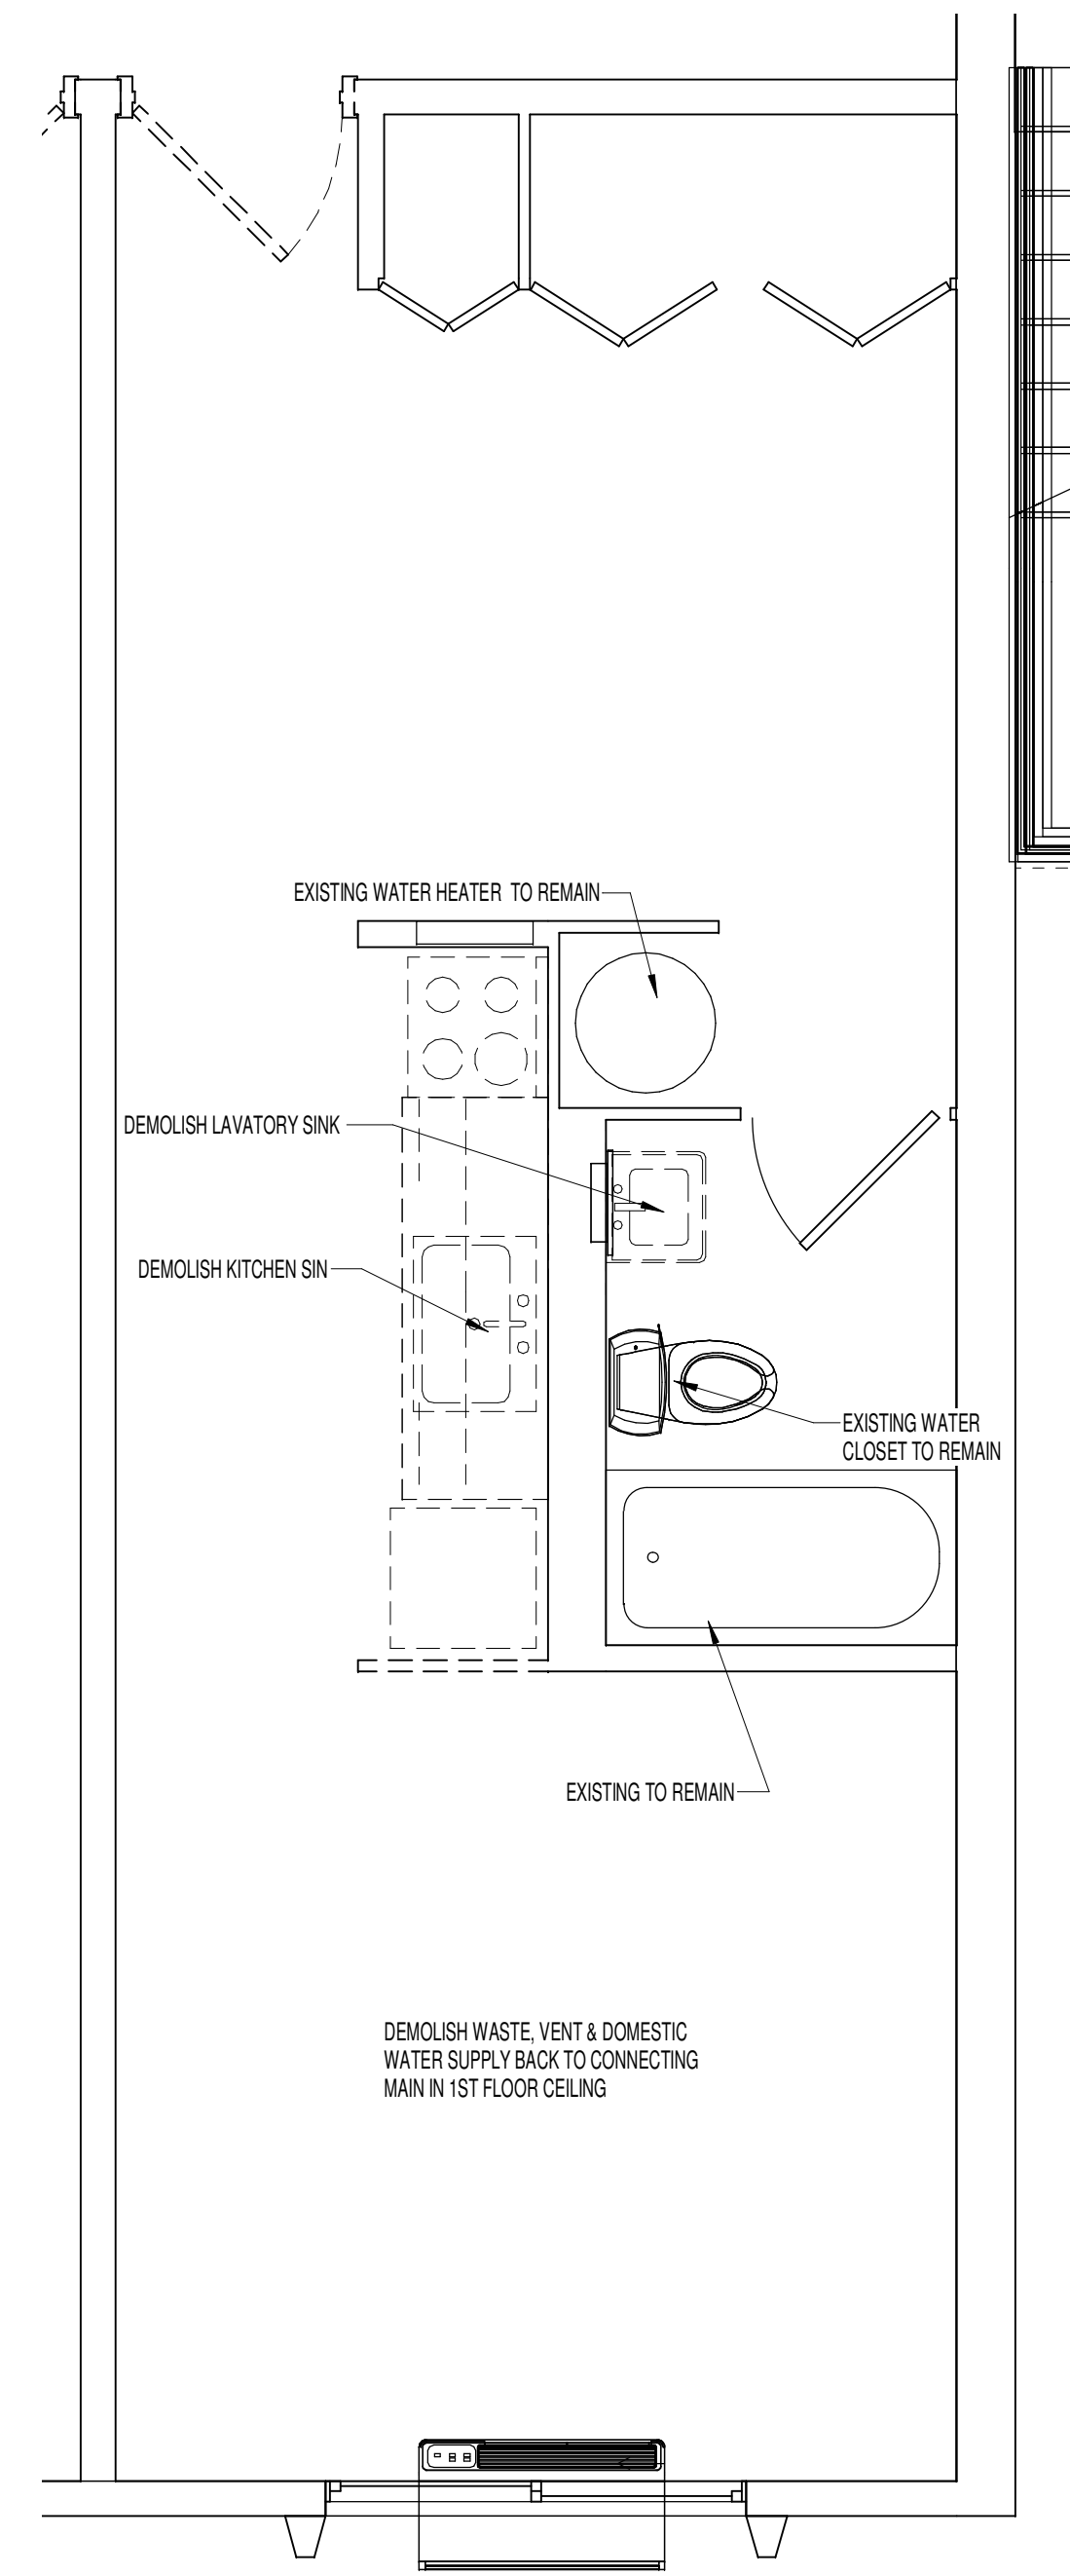 EXISTING WATER HEATER TO REMAIN
DEMOLISH LAVATORY SINK
DEMOLISH KITCHEN SIN
EXISTING WATER
CLOSET TO REMAIN
EXISTING TO REMAIN
DEMOLISH WASTE, VENT & DOMESTIC
WATER SUPPLY BACK TO CONNECTING
MAIN IN 1ST FLOOR CEILING